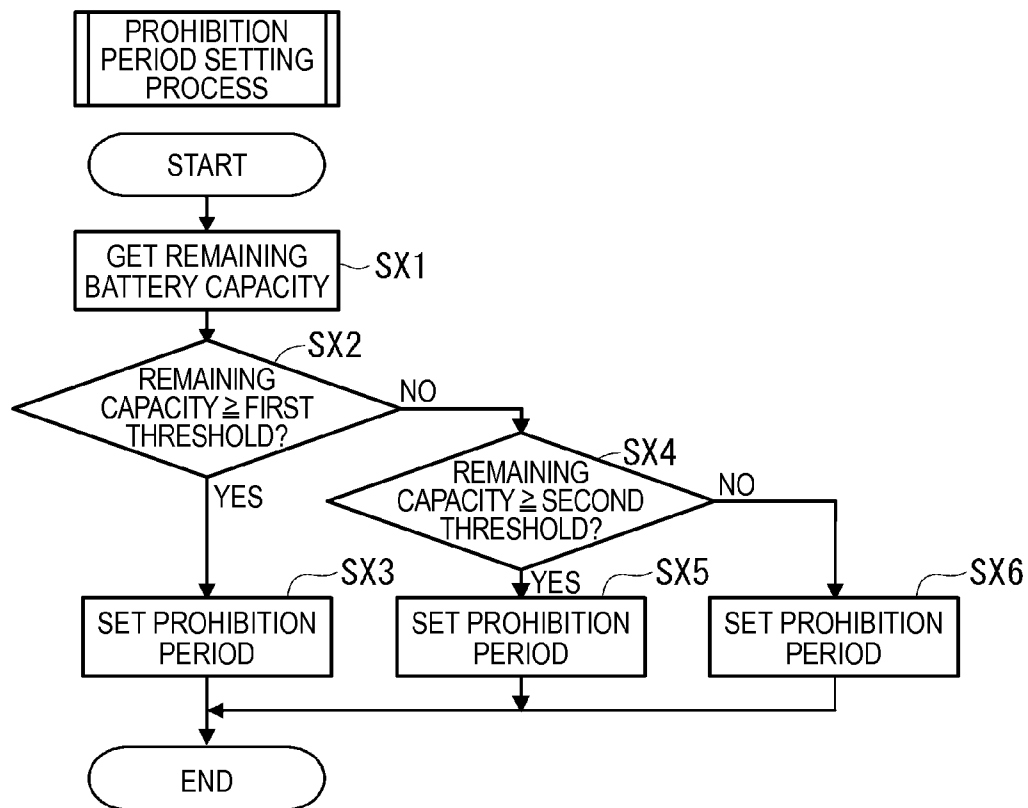 PROHIBITION
PERIOD SETTING
PROCESS
START
GET REMAINING
BATTERY CAPACITY
SX1
SX2
REMAINING
CAPACITY ≧ FIRST
THRESHOLD?
NO
YES
SX4
REMAINING
CAPACITY ≧ SECOND
THRESHOLD?
NO
YES
SX3
SET PROHIBITION
PERIOD
SX5
SET PROHIBITION
PERIOD
SX6
SET PROHIBITION
PERIOD
END